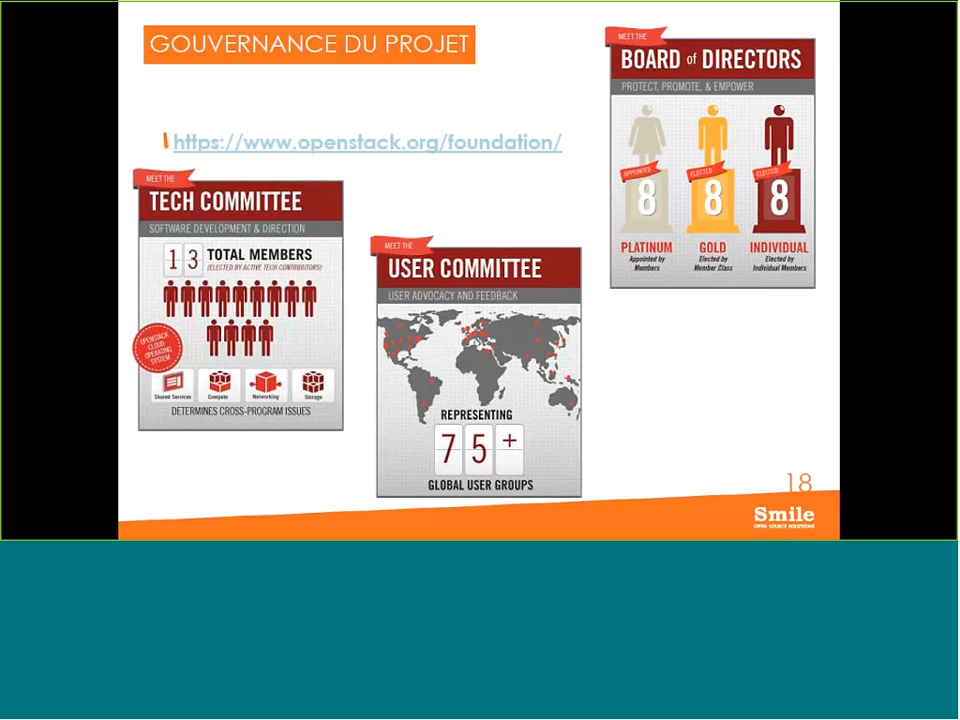 GOUVERNANCE DU PROJET
https://www.openstack.org/foundation/
MEET THE
BOARD of DIRECTORS
PROTECT, PROMOTE, & EMPOWER
APPOINTED
ELECTED
ELECTED
8
8
8
PLATINUM
Appointed by
Members
GOLD
Elected by
Member Class
INDIVIDUAL
Elected by
Individual Members
MEET THE
TECH COMMITTEE
SOFTWARE DEVELOPMENT & DIRECTION
13
TOTAL MEMBERS
(ELECTED BY ACTIVE TECH CONTRIBUTORS)
OPENSTACK
CLOUD
OPERATING
SYSTEM
Shared Services
Compute
Networking
Storage
DETERMINES CROSS-PROGRAM ISSUES
MEET THE
USER COMMITTEE
USER ADVOCACY AND FEEDBACK
REPRESENTING
75+
GLOBAL USER GROUPS
18
Smile
OPEN SOURCE SOLUTIONS